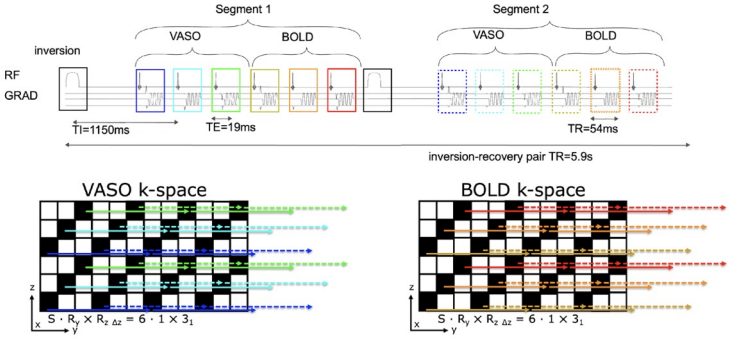 Segment 1
Segment 2
VASO
BOLD
VASO
BOLD
inversion
RF
GRAD
TI=1150ms
TE=19ms
TR=54ms
inversion-recovery pair TR=5.9s
VASO k-space
BOLD k-space
z
x
y
S · Ry × Rz Δz = 6 · 1 × 31
z
x
y
S · Ry × Rz Δz = 6 · 1 × 31